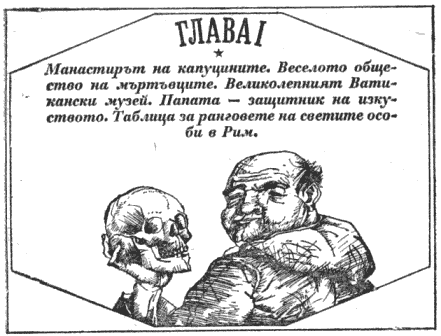 ГЛАВА I
Манастирът на капуцините. Веселото обще-
ство на мъртъвците. Великолепният Вати-
кански музей. Папата — защитник на изку-
ството. Таблица за ранговете на светите осо-
би в Рим.